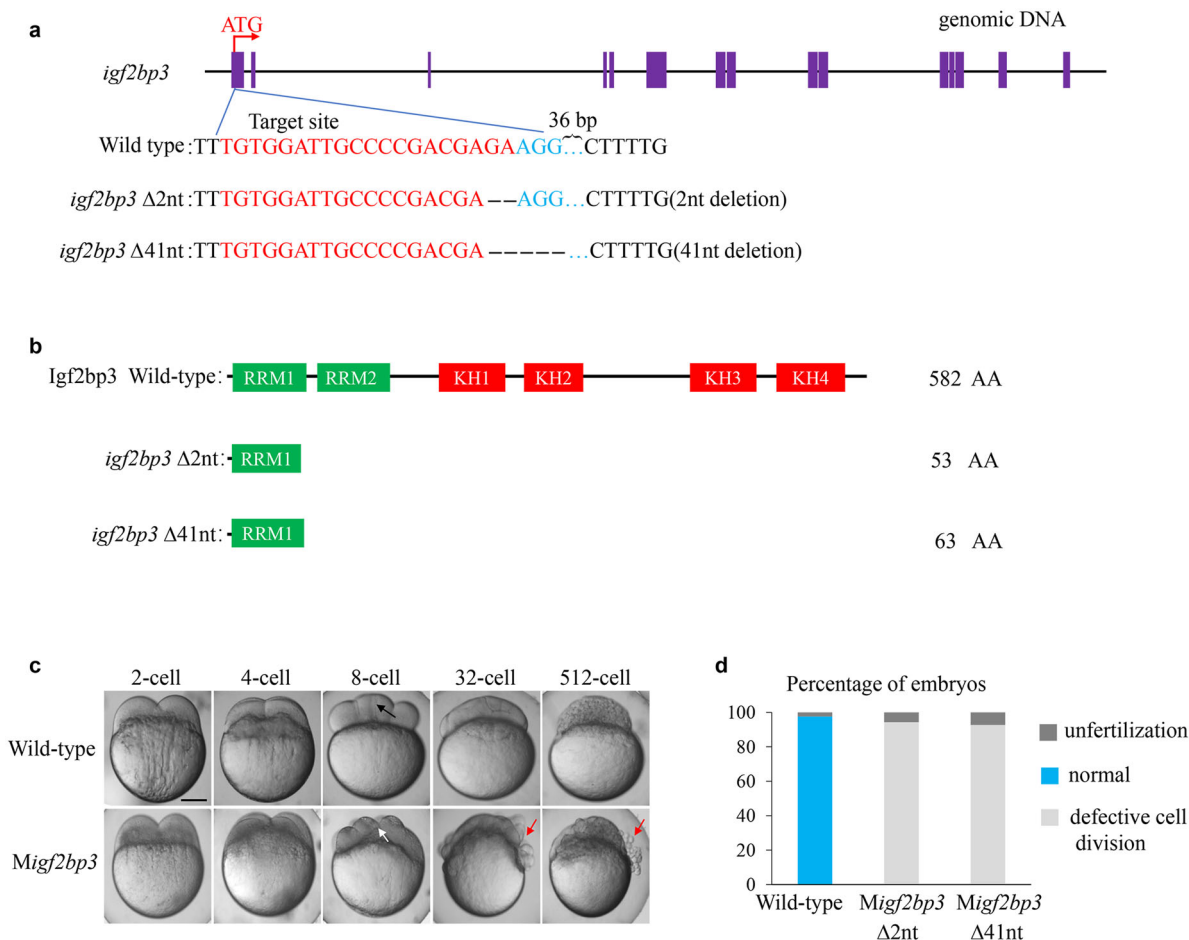 a
ATG
genomic DNA
igf2bp3
Target site
36 bp
Wild type:TTTGTGGATTGCCCCGACGAGAAGG...CTTTTG
igf2bp3 Δ2nt:TTTGTGGATTGCCCCGACGA——AGG...CTTTTG(2nt deletion)
igf2bp3 Δ41nt:TTTGTGGATTGCCCCGACGA—————...CTTTTG(41nt deletion)
b
Igf2bp3 Wild-type: RRM1 RRM2 KH1 KH2 KH3 KH4 582 AA
igf2bp3 Δ2nt: RRM1 53 AA
igf2bp3 Δ41nt: RRM1 63 AA
c
2-cell 4-cell 8-cell 32-cell 512-cell
Wild-type
Migf2bp3
d
Percentage of embryos
100
80
60
40
20
0
Wild-type
Migf2bp3
Δ2nt
Migf2bp3
Δ41nt
unfertilization
normal
defective cell
division